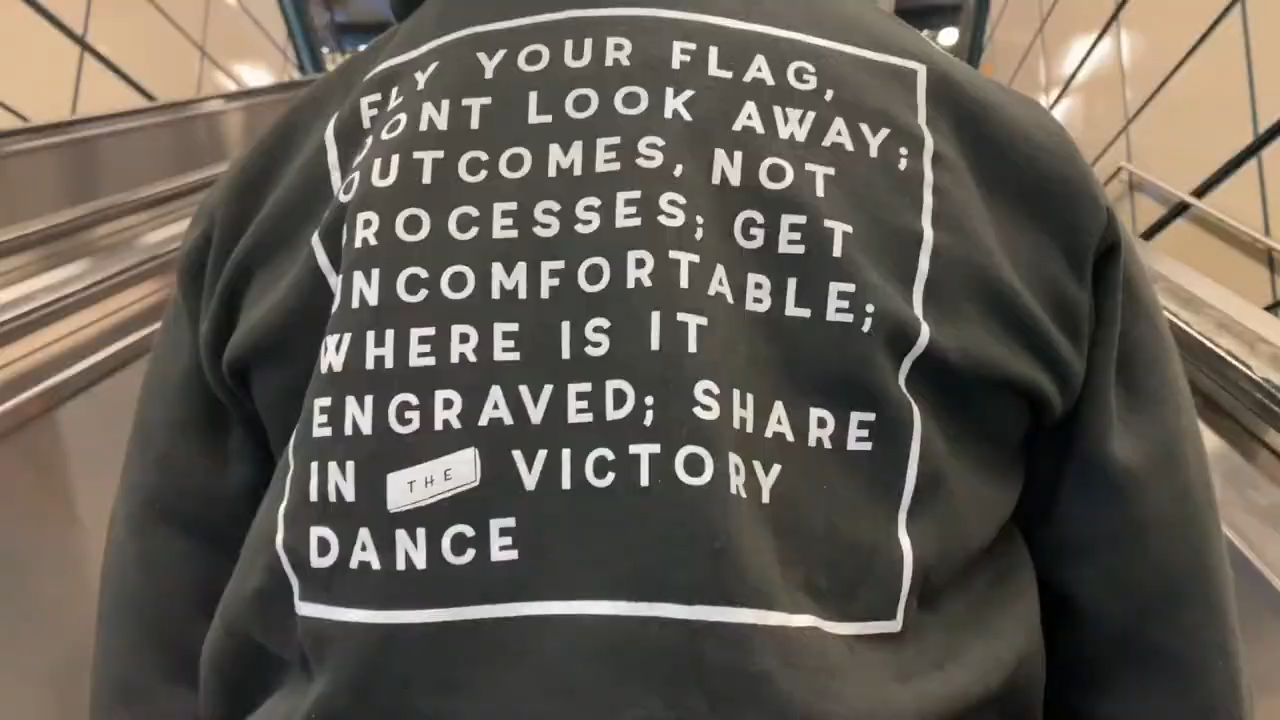 FLY YOUR FLAG,
DONT LOOK AWAY;
OUTCOMES, NOT
PROCESSES; GET
UNCOMFORTABLE;
WHERE IS IT
ENGRAVED; SHARE
IN THE VICTORY
DANCE